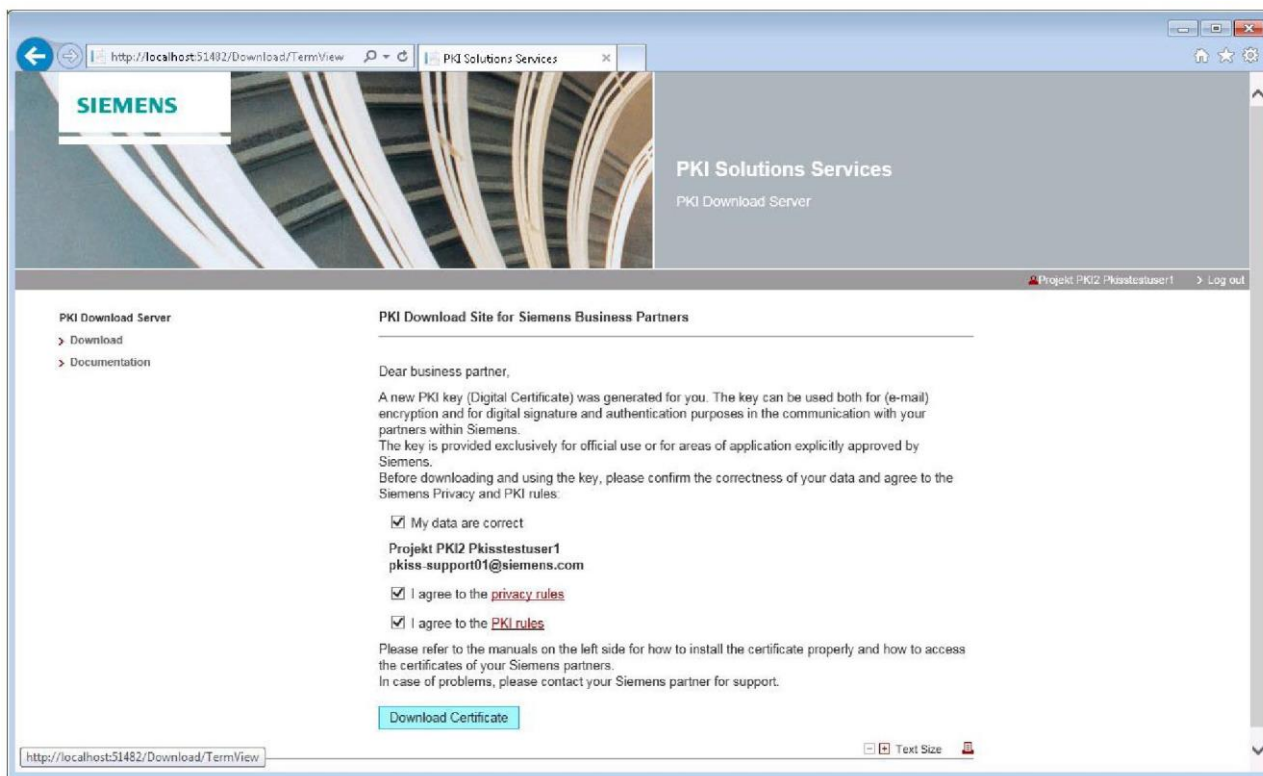 http://localhost:51482/Download/TermView
PKI Solutions Services
SIEMENS
PKI Solutions Services
PKI Download Server
Projekt PKI2 Pkisstestuser1
Log out
PKI Download Server
Download
Documentation
PKI Download Site for Siemens Business Partners
Dear business partner,
A new PKI key (Digital Certificate) was generated for you. The key can be used both for (e-mail)
encryption and for digital signature and authentication purposes in the communication with your
partners within Siemens.
The key is provided exclusively for official use or for areas of application explicitly approved by
Siemens.
Before downloading and using the key, please confirm the correctness of your data and agree to the
Siemens Privacy and PKI rules:
My data are correct
Projekt PKI2 Pkisstestuser1
pkiss-support01@siemens.com
I agree to the privacy rules
I agree to the PKI rules
Please refer to the manuals on the left side for how to install the certificate properly and how to access
the certificates of your Siemens partners.
In case of problems, please contact your Siemens partner for support.
Download Certificate
Text Size
http://localhost:51482/Download/TermView